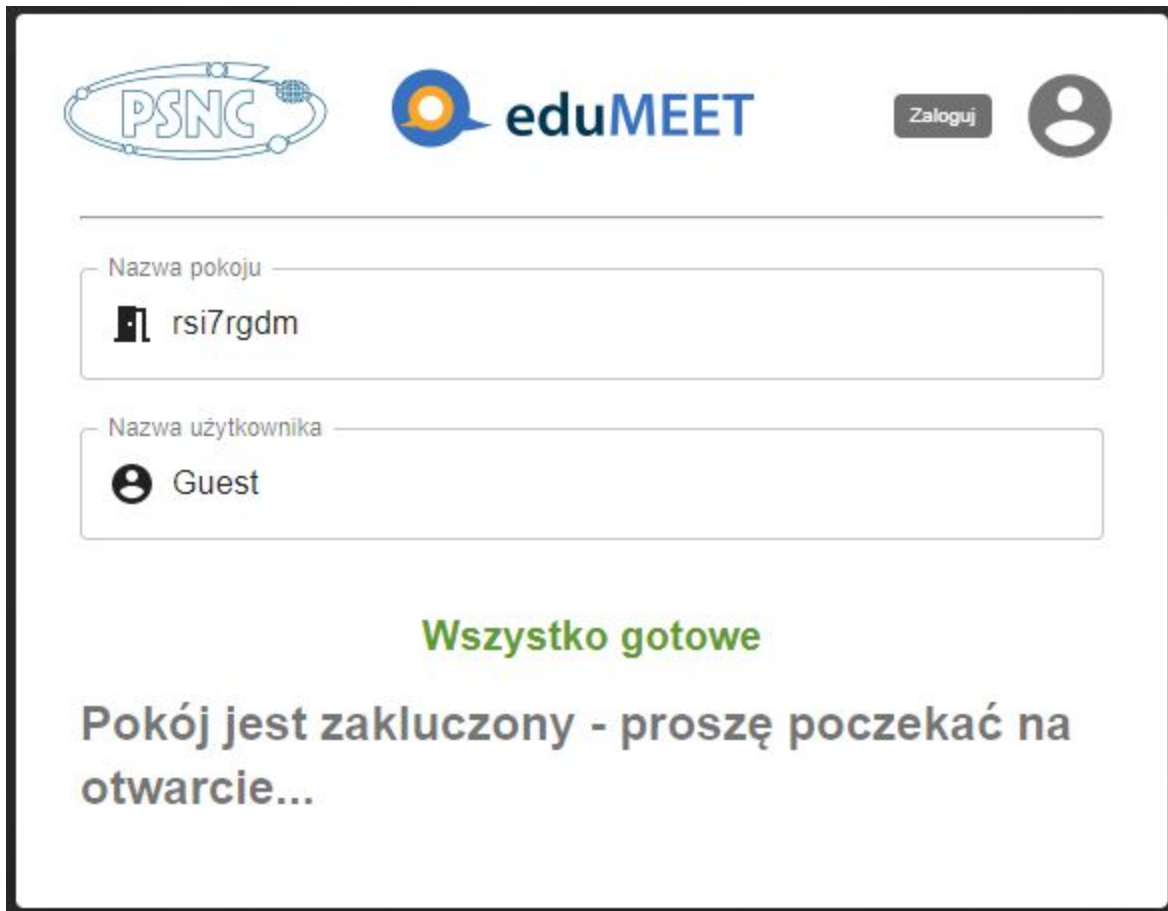 PSNC
eduMEET
Zaloguj
Nazwa pokoju
rsi7rgdm
Nazwa użytkownika
Guest
Wszystko gotowe
Pokój jest zakluczony - proszę poczekać na
otwarcie...